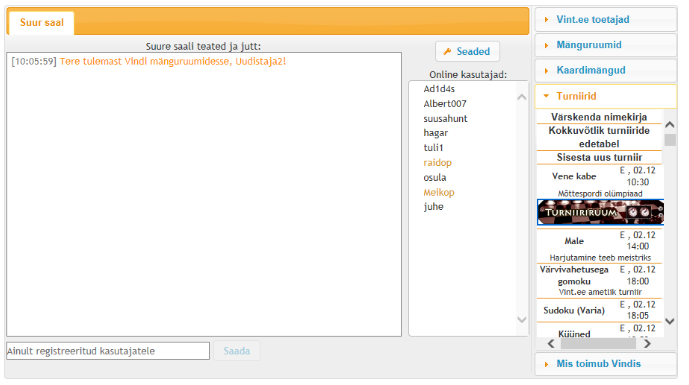 Suur saal
Suure saali teated ja jutt:
[10:05:59] Tere tulemast Vindi mänguruumidesse, Uudistaja2!
Ainult registreeritud kasutajatele
Saada
Seaded
Online kasutajad:
Ad1d4s
Albert007
suusahunt
hagar
tuli1
raidop
osula
Meikop
juhe
Vint.ee toetajad
Mänguruumid
Kaardimängud
Turniirid
Värskenda nimekirja
Kokkuvõtlik turniiride
edetabel
Sisesta uus turniir
Vene kabe E , 02.12
10:30
Mõttespordi olümpiaad
TURNIIRIRUUM
Male E , 02.12
14:00
Harjutamine teeb meistriks
Värvivahetusega E , 02.12
gomoku 18:00
Vint.ee ametlik turniir
Sudoku (Varia) E , 02.12
18:05
Küüned E , 02.12
Mis toimub Vindis